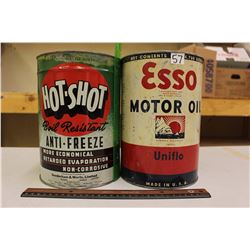 HOT-SHOT
Boil Resistant
ANTI-FREEZE
MORE ECONOMICAL
RETARDED EVAPORATION
NON-CORROSIVE
NET CONTENTS
57
Esso
MOTOR OIL
Uniflo
MADE IN U.S.A.